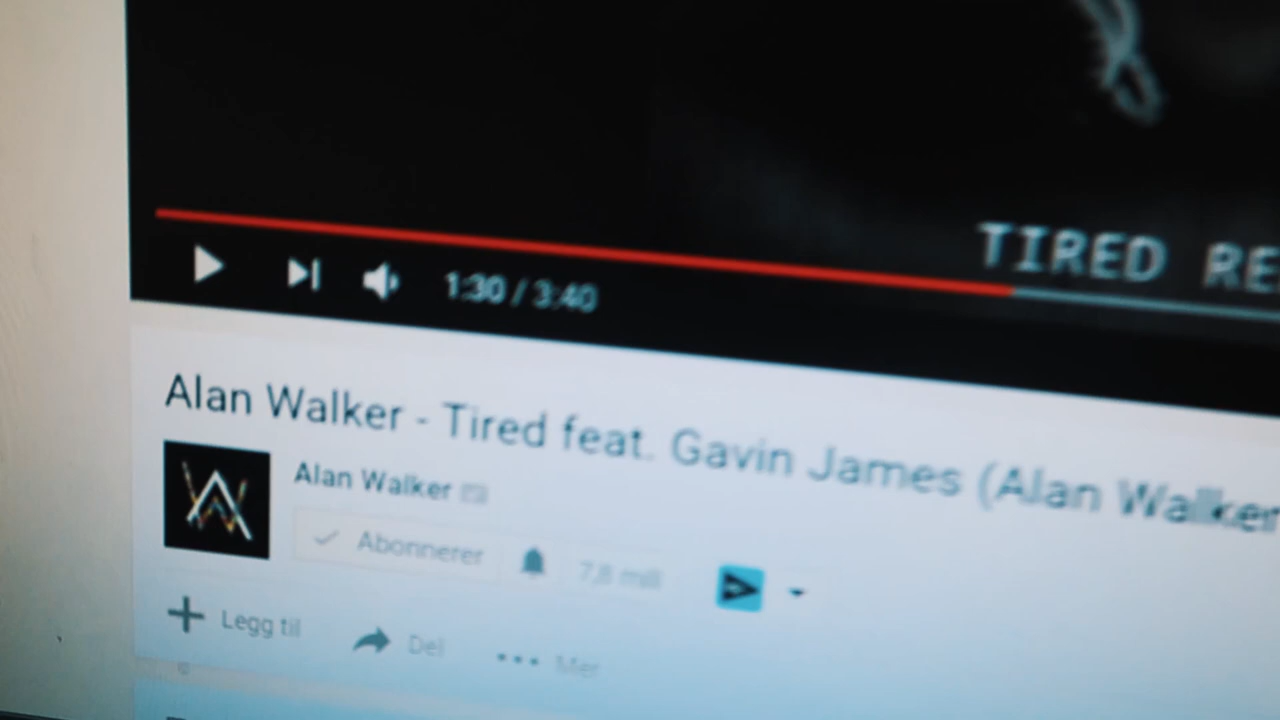 TIRED RE
1:30 / 3:40
Alan Walker - Tired feat. Gavin James (Alan Walker
Alan Walker
Abonnerer 7,8 mill
Legg til Del Mer